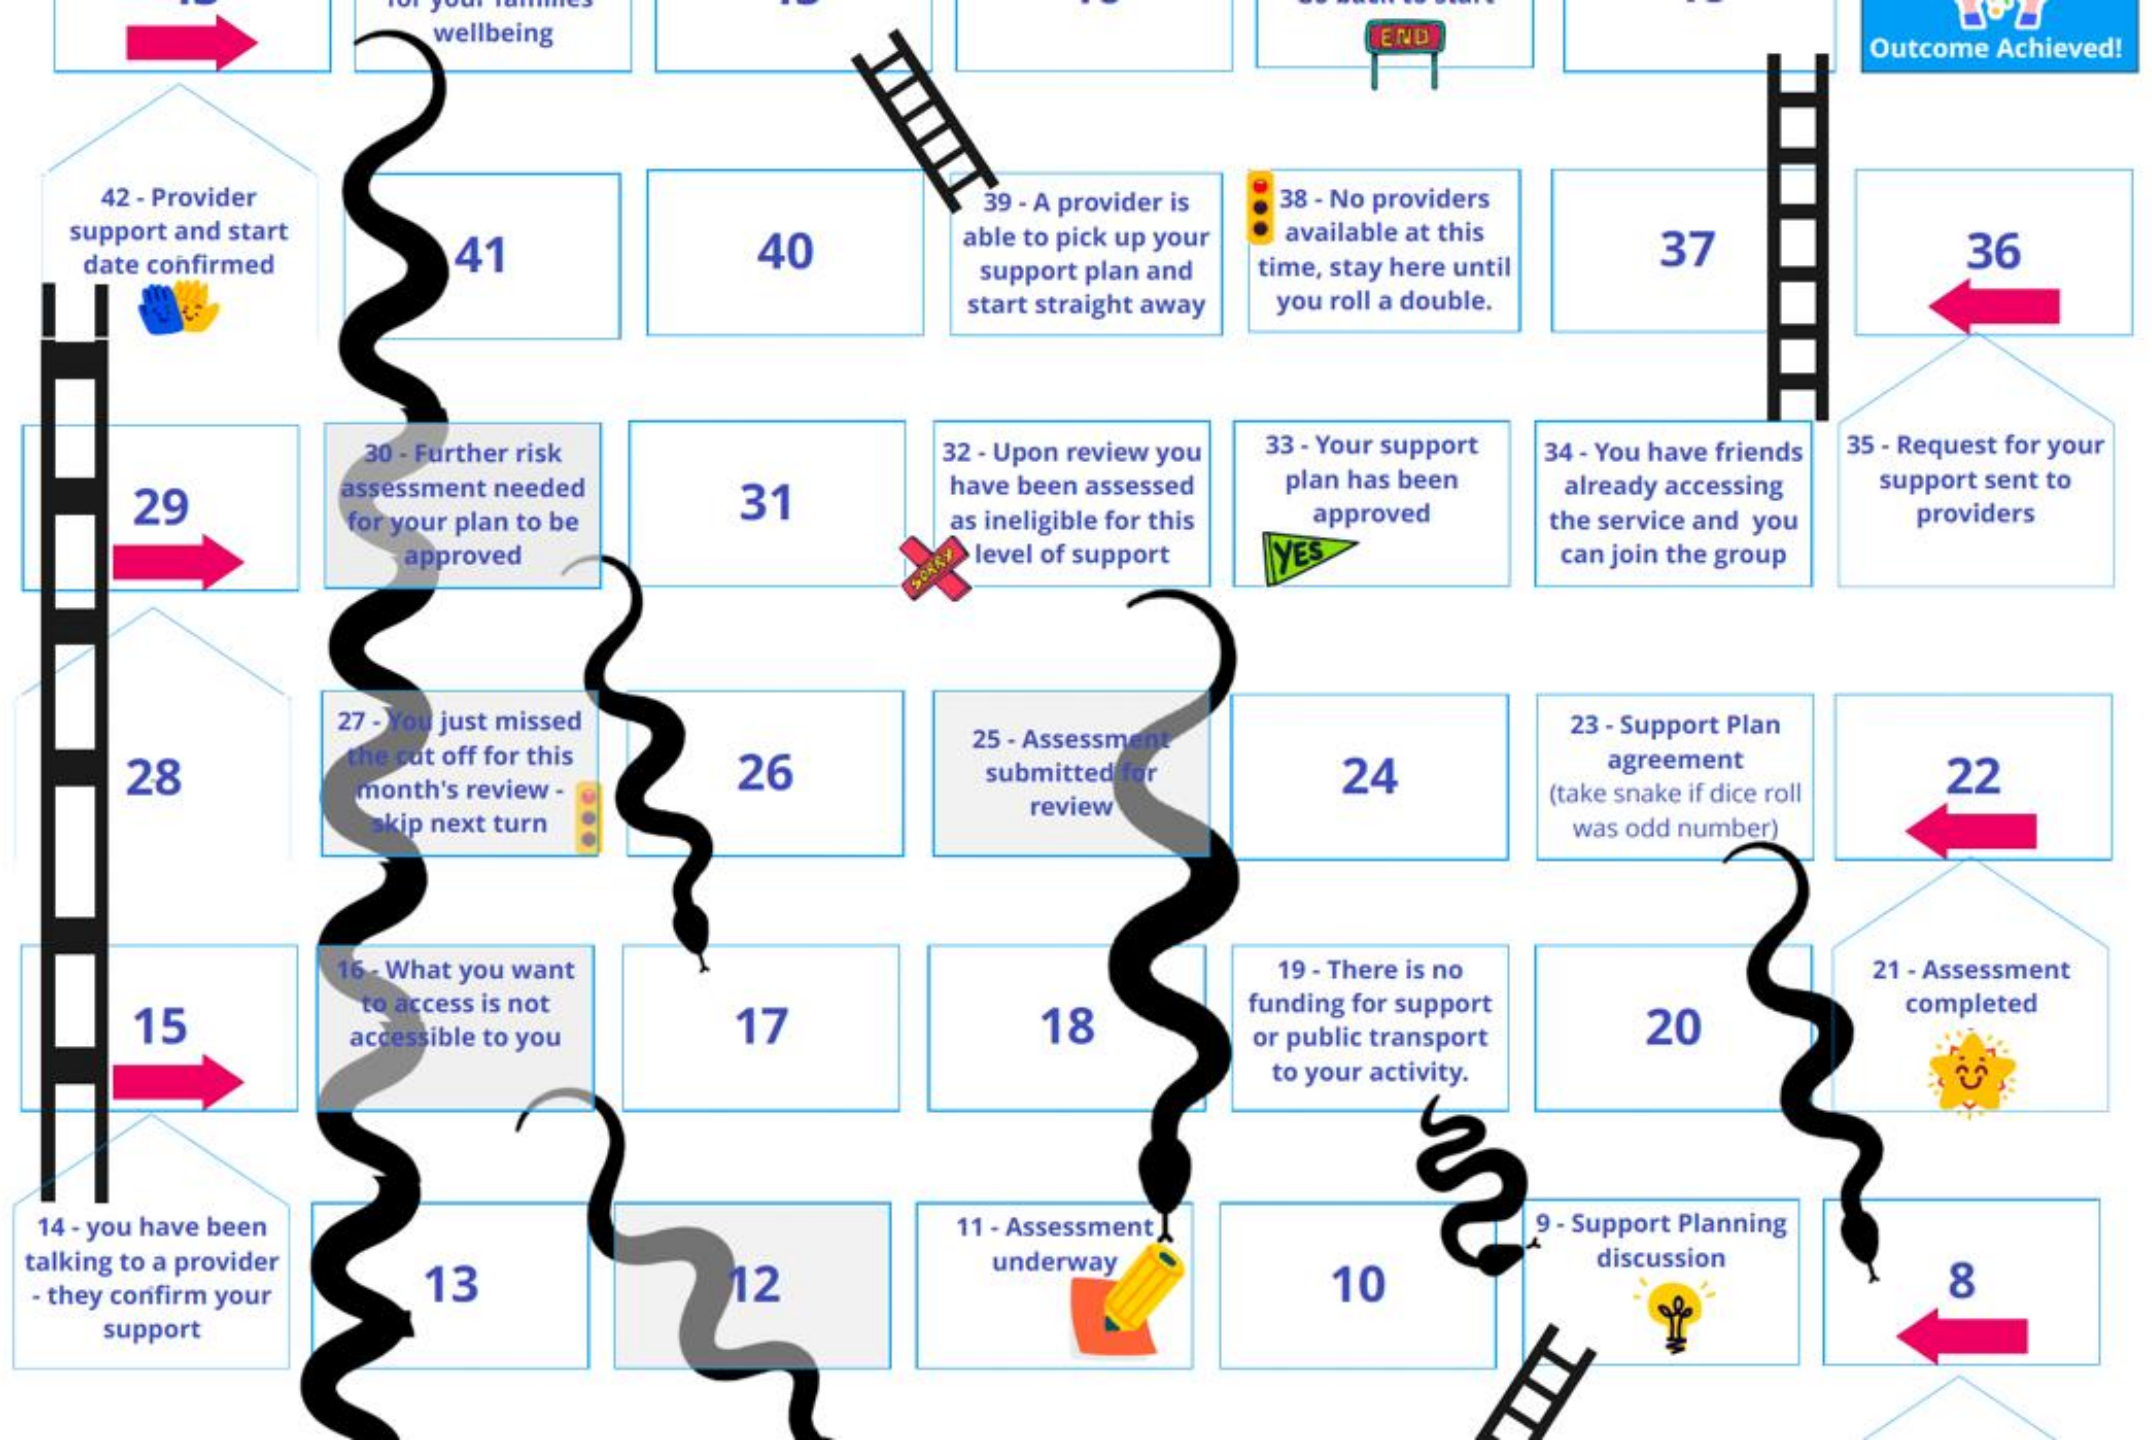 for your families
wellbeing
Go back to start
END
Outcome Achieved!
42 - Provider
support and start
date confirmed
41
40
39 - A provider is
able to pick up your
support plan and
start straight away
38 - No providers
available at this
time, stay here until
you roll a double.
37
36
29
30 - Further risk
assessment needed
for your plan to be
approved
31
32 - Upon review you
have been assessed
as ineligible for this
level of support
SORRY
33 - Your support
plan has been
approved
YES
34 - You have friends
already accessing
the service and you
can join the group
35 - Request for your
support sent to
providers
28
27 - You just missed
the cut off for this
month's review -
skip next turn
26
25 - Assessment
submitted for
review
24
23 - Support Plan
agreement
(take snake if dice roll
was odd number)
22
15
16 - What you want
to access is not
accessible to you
17
18
19 - There is no
funding for support
or public transport
to your activity.
20
21 - Assessment
completed
14 - you have been
talking to a provider
- they confirm your
support
13
12
11 - Assessment
underway
10
9 - Support Planning
discussion
8